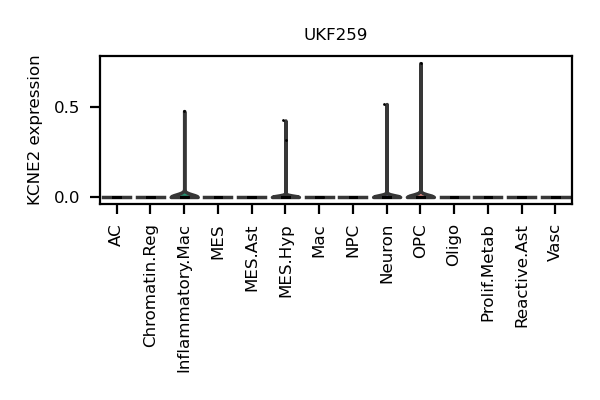 UKF259
KCNE2 expression
0.5
0.0
AC
Chromatin.Reg
Inflammatory.Mac
MES
MES.Ast
MES.Hyp
Mac
NPC
Neuron
OPC
Oligo
Prolif.Metab
Reactive.Ast
Vasc